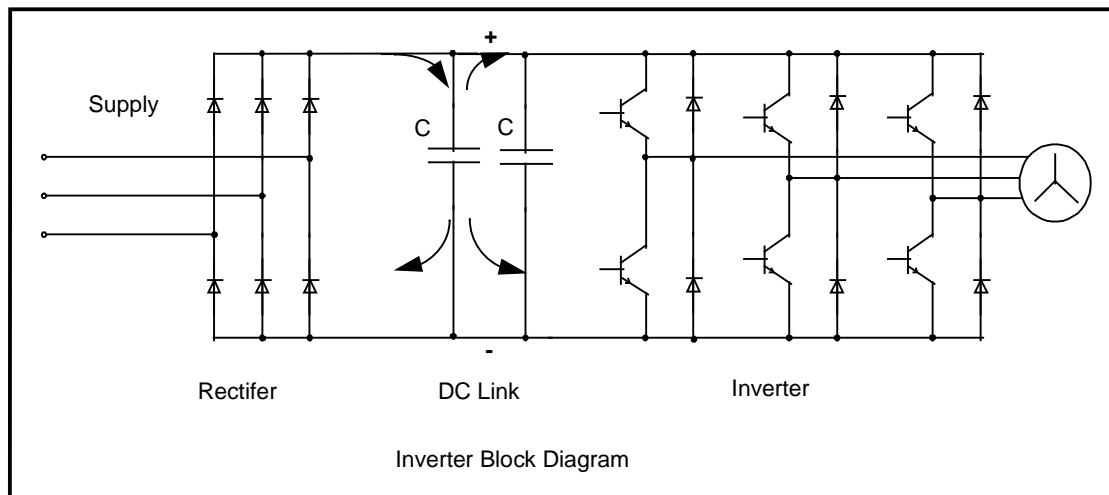 +
Supply
C C
-
Rectifer DC Link Inverter
Inverter Block Diagram